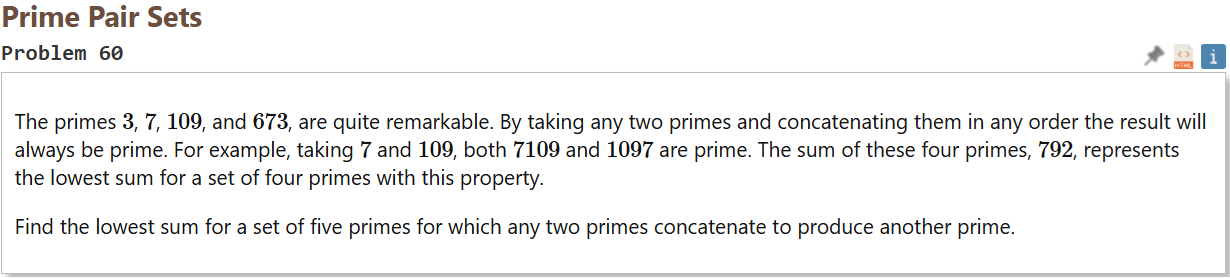 Prime Pair Sets
Problem 60
HTML
i
The primes 3, 7, 109, and 673, are quite remarkable. By taking any two primes and concatenating them in any order the result will
always be prime. For example, taking 7 and 109, both 7109 and 1097 are prime. The sum of these four primes, 792, represents
the lowest sum for a set of four primes with this property.
Find the lowest sum for a set of five primes for which any two primes concatenate to produce another prime.